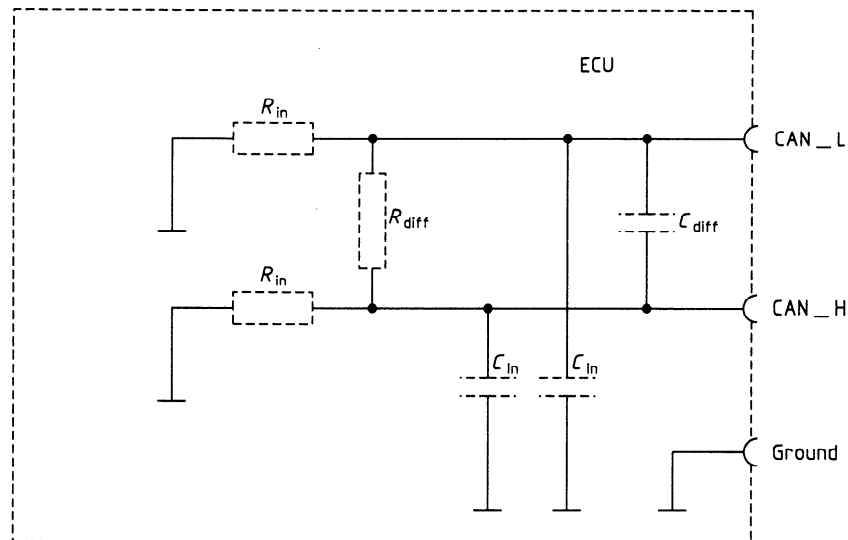 ECU
R_in
CAN_L
R_diff
C_diff
R_in
CAN_H
C_in
C_in
Ground